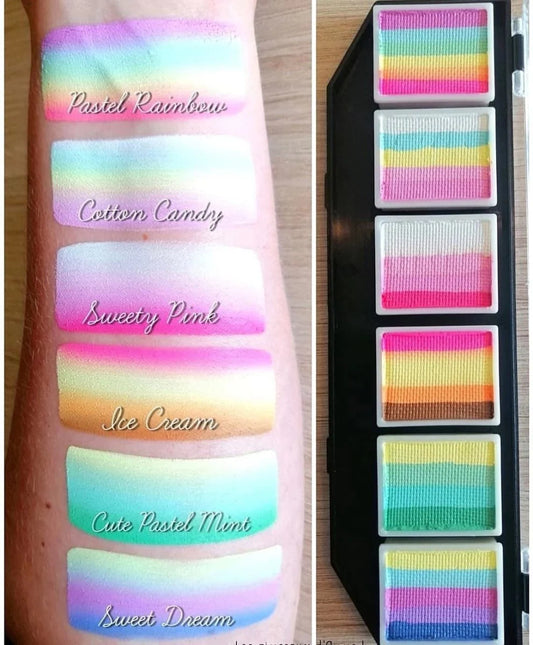 Pastel Rainbow
Cotton Candy
Sweety Pink
Ice Cream
Cute Pastel Mint
Sweet Dream